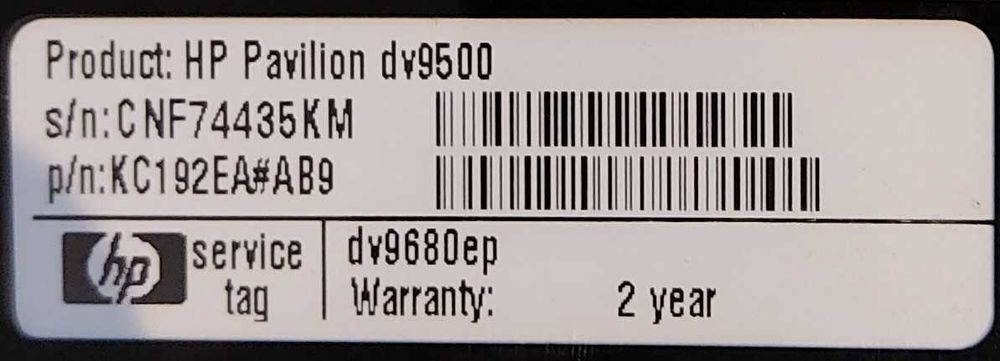 Product: HP Pavilion dv9500
s/n:CNF74435KM
p/n:KC192EA#AB9
hp service tag
dv9680ep
Warranty: 2 year